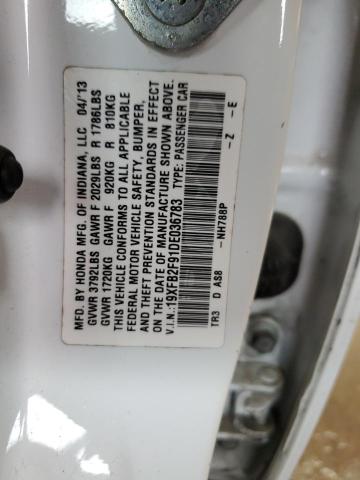 MFD. BY HONDA MFG. OF INDIANA, LLC 04/13
GVWR 3792LBS GAWR F 2029LBS R 1786LBS
GVWR 1720KG GAWR F 920KG R 810KG
THIS VEHICLE CONFORMS TO ALL APPLICABLE
FEDERAL MOTOR VEHICLE SAFETY, BUMPER,
AND THEFT PREVENTION STANDARDS IN EFFECT
ON THE DATE OF MANUFACTURE SHOWN ABOVE.
V.I.N.:19XFB2F91DE036783 TYPE: PASSENGER CAR
TR3 D AS8 -NH788P -Z -E